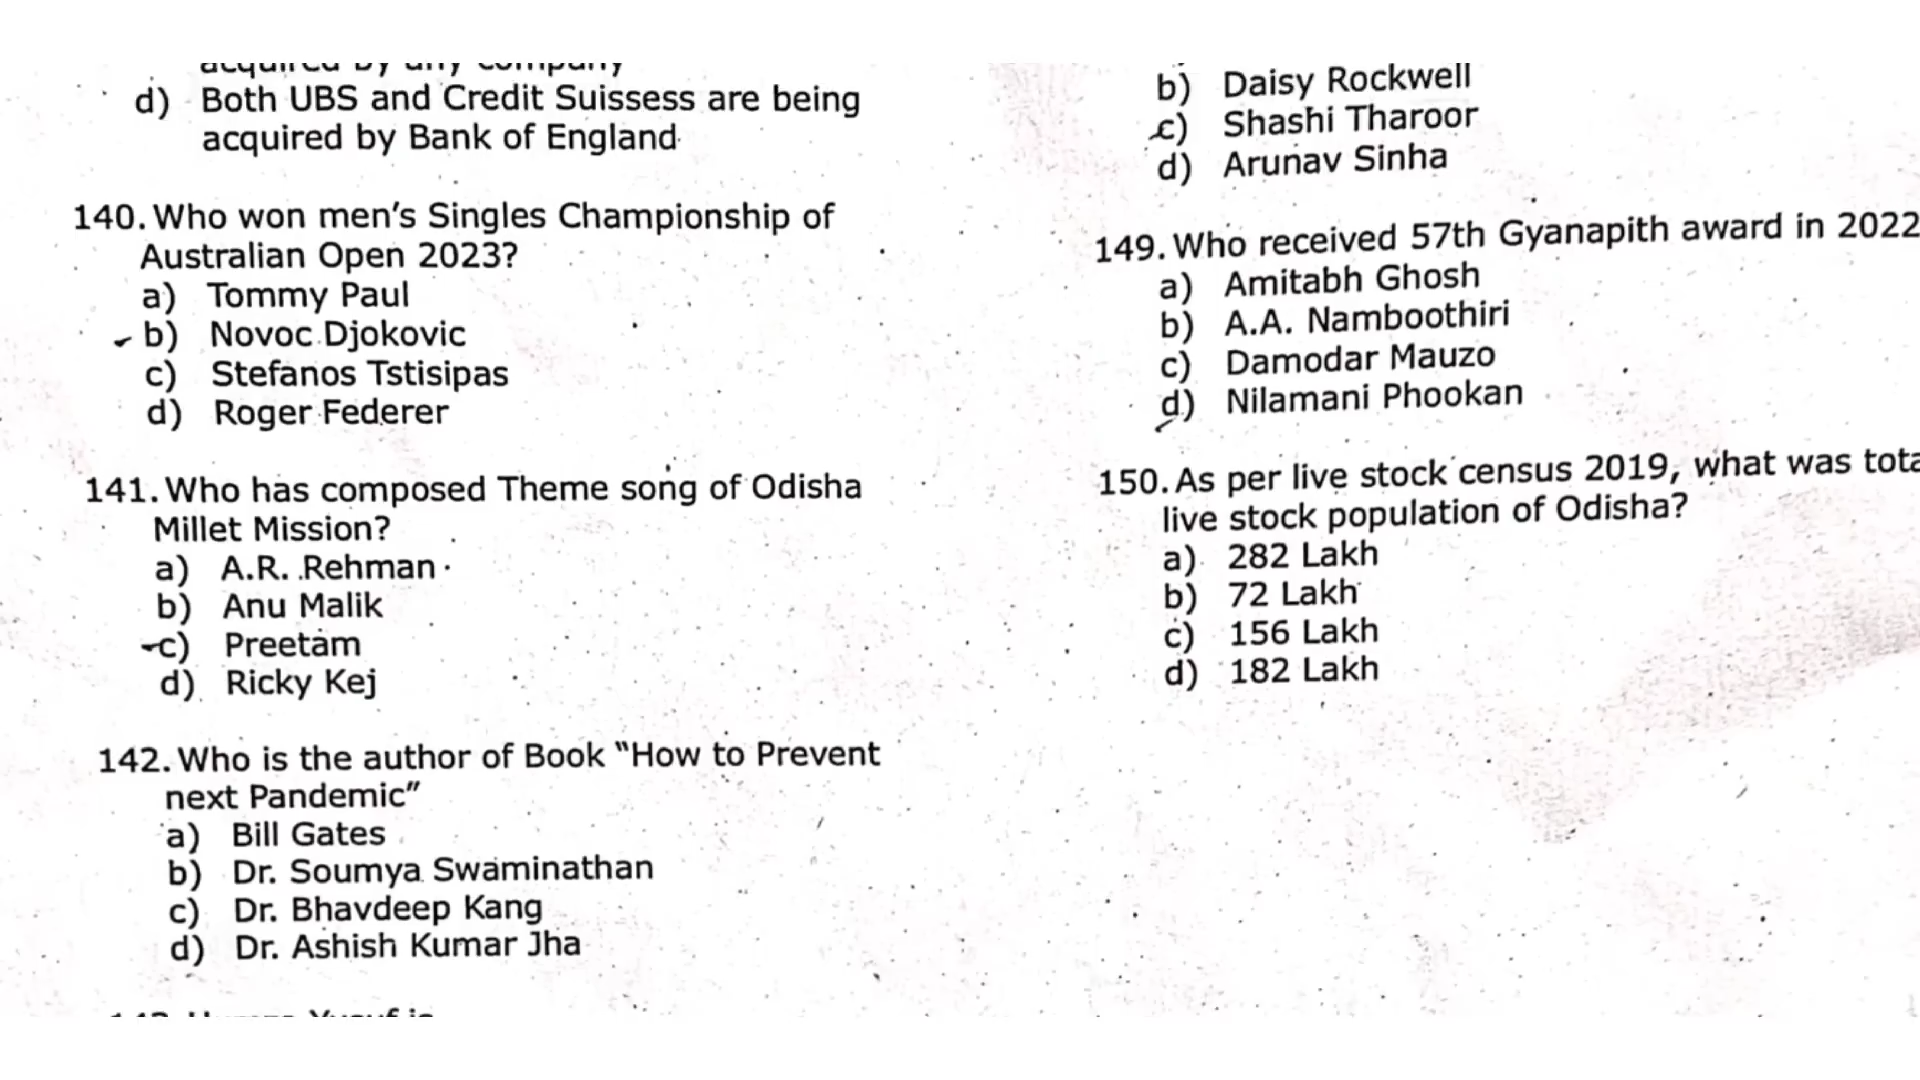 d) Both UBS and Credit Suissess are being
acquired by Bank of England
140. Who won men's Singles Championship of
Australian Open 2023?
a) Tommy Paul
b) Novoc Djokovic
c) Stefanos Tstisipas
d) Roger Federer
141. Who has composed Theme song of Odisha
Millet Mission?
a) A.R. Rehman
b) Anu Malik
c) Preetam
d) Ricky Kej
142. Who is the author of Book "How to Prevent
next Pandemic"
a) Bill Gates
b) Dr. Soumya Swaminathan
c) Dr. Bhavdeep Kang
d) Dr. Ashish Kumar Jha
b) Daisy Rockwell
c) Shashi Tharoor
d) Arunav Sinha
149. Who received 57th Gyanapith award in 2022
a) Amitabh Ghosh
b) A.A. Namboothiri
c) Damodar Mauzo
d) Nilamani Phookan
150. As per live stock census 2019, what was
live stock population of Odisha?
a) 282 Lakh
b) 72 Lakh
c) 156 Lakh
d) 182 Lakh